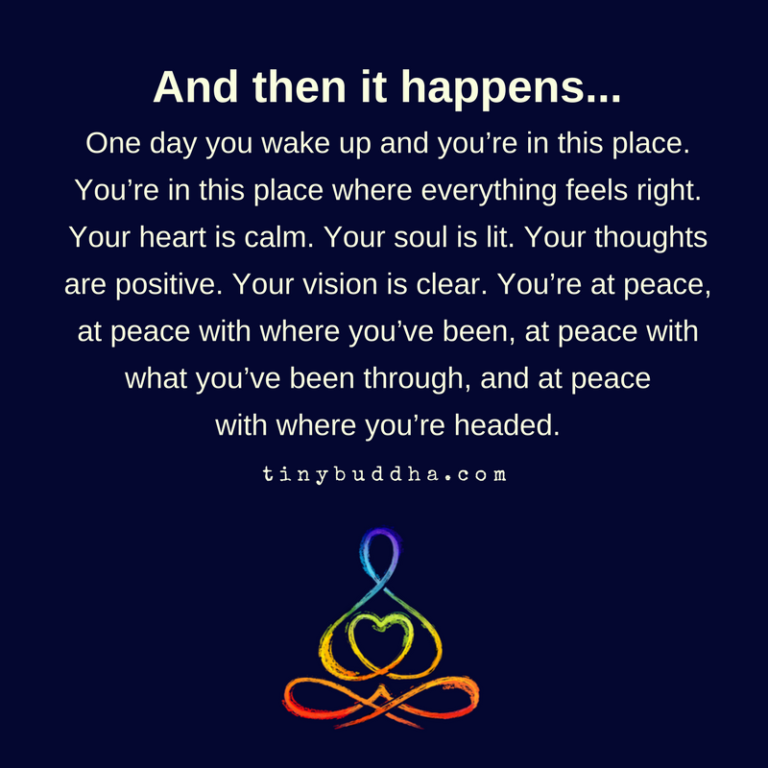 And then it happens...
One day you wake up and you’re in this place.
You’re in this place where everything feels right.
Your heart is calm. Your soul is lit. Your thoughts
are positive. Your vision is clear. You’re at peace,
at peace with where you’ve been, at peace with
what you’ve been through, and at peace
with where you’re headed.
tinybuddha.com